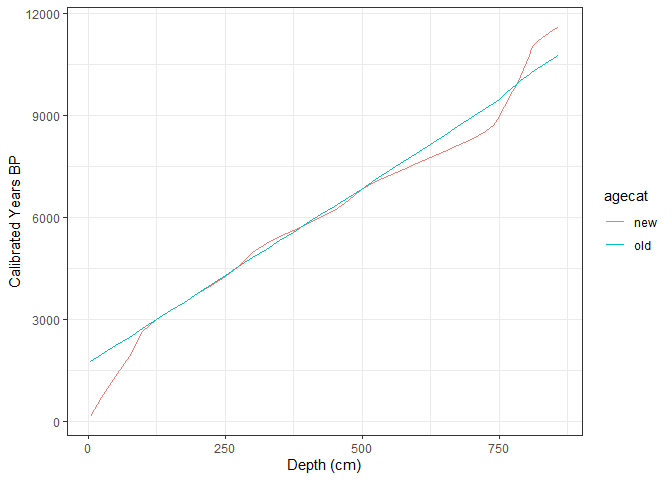 12000
9000
6000
3000
0
Calibrated Years BP
0 250 500 750
Depth (cm)
agecat
new
old